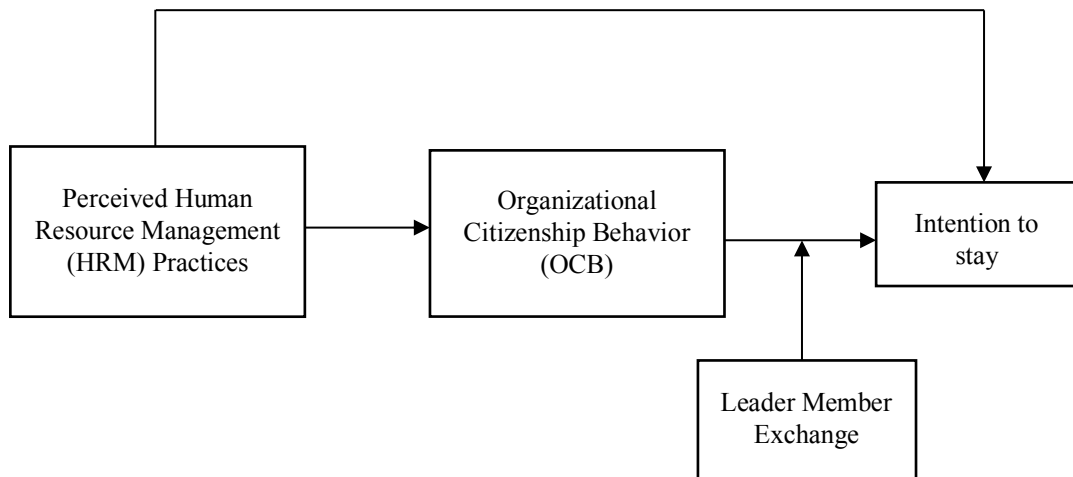 Perceived Human
Resource Management
(HRM) Practices
Organizational
Citizenship Behavior
(OCB)
Intention to
stay
Leader Member
Exchange